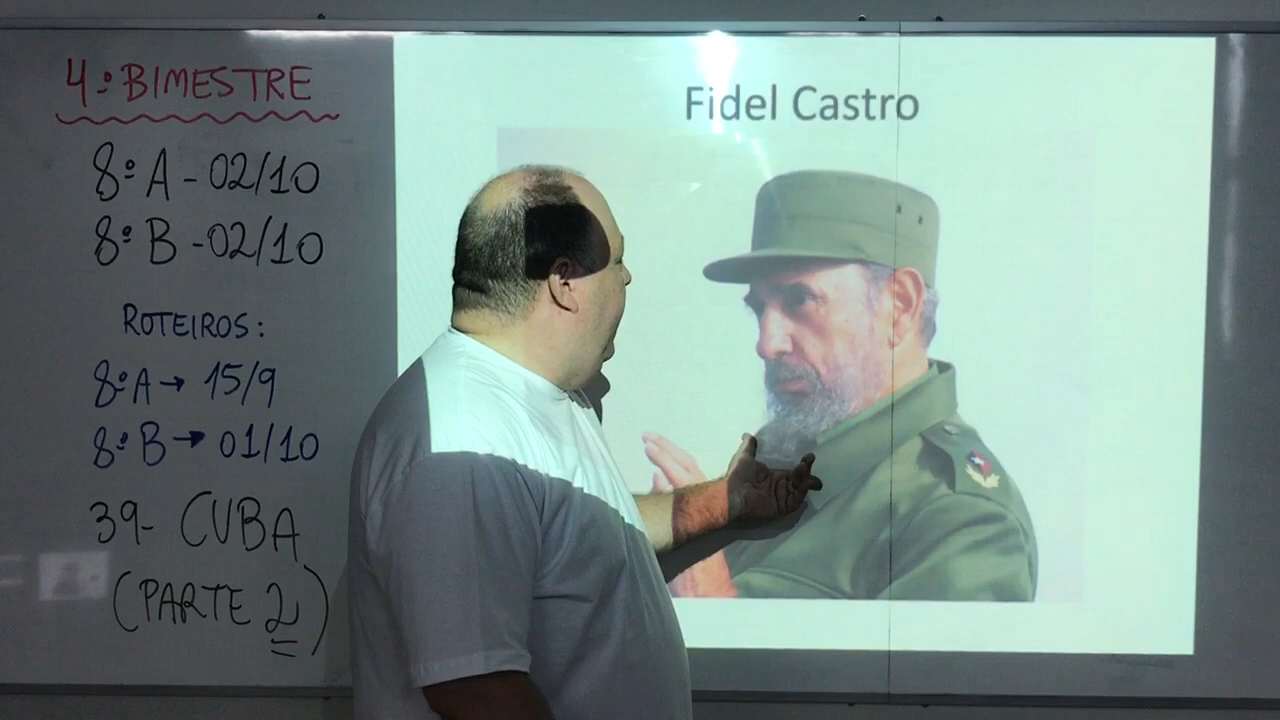 4º BIMESTRE
8º A - 02/10
8º B - 02/10
ROTEIROS:
8º A → 15/9
8º B → 01/10
39- CUBA
(PARTE 2)
Fidel Castro